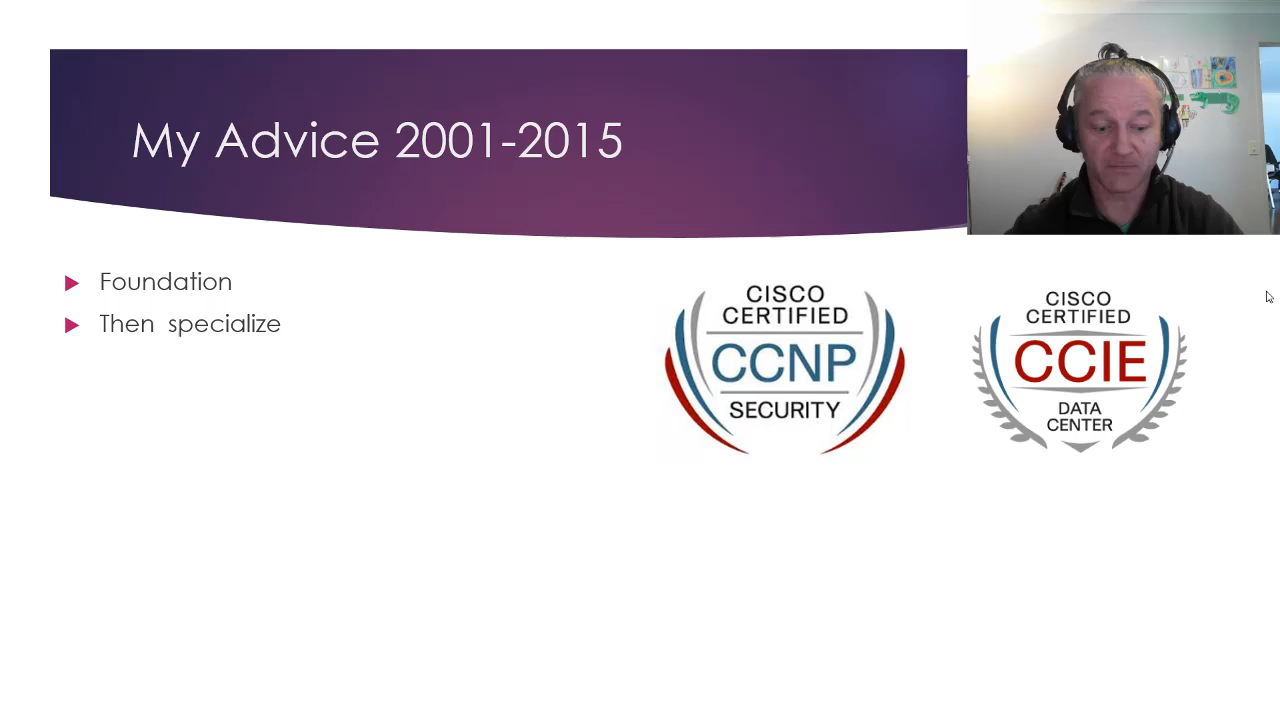 My Advice 2001-2015
Foundation
Then specialize
CISCO
CERTIFIED
CCNP
SECURITY
CISCO
CERTIFIED
CCIE
DATA
CENTER